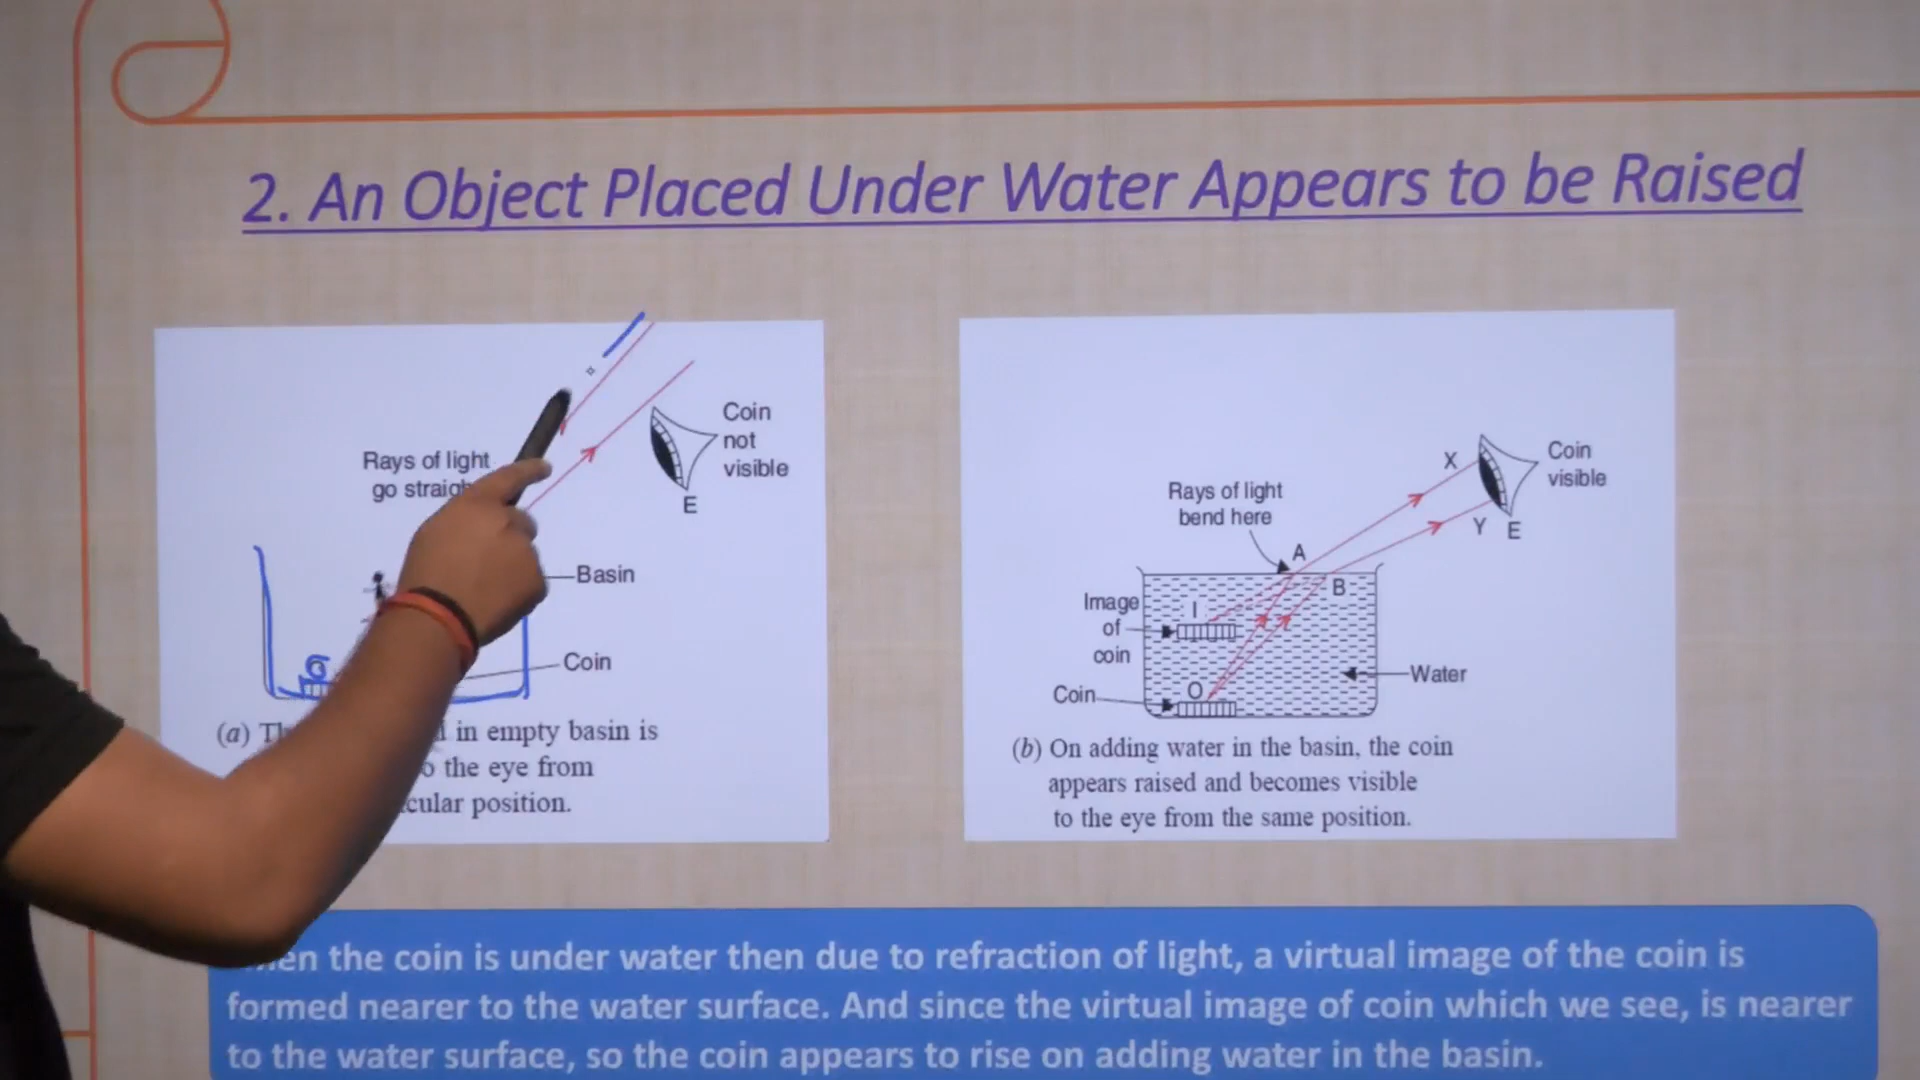 2. An Object Placed Under Water Appears to be Raised
Rays of light
go straight
Coin
not
visible
E
Basin
Coin
(a) in empty basin is
the eye from
position.
X
Coin
visible
Rays of light
bend here
Y E
A
B
Image
of
coin
I
Coin
O
Water
(b) On adding water in the basin, the coin
appears raised and becomes visible
to the eye from the same position.
the coin is under water then due to refraction of light, a virtual image of the coin is
formed nearer to the water surface. And since the virtual image of coin which we see, is nearer
to the water surface, so the coin appears to rise on adding water in the basin.